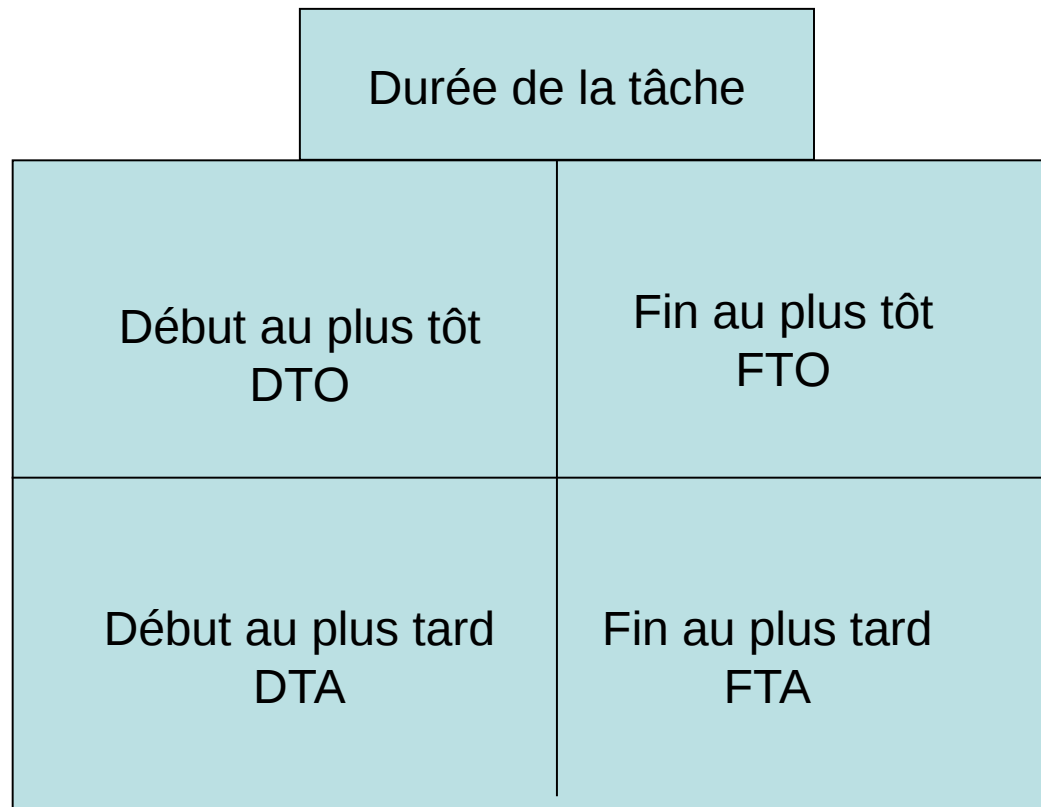 Durée de la tâche
Début au plus tôt
DTO
Fin au plus tôt
FTO
Début au plus tard
DTA
Fin au plus tard
FTA